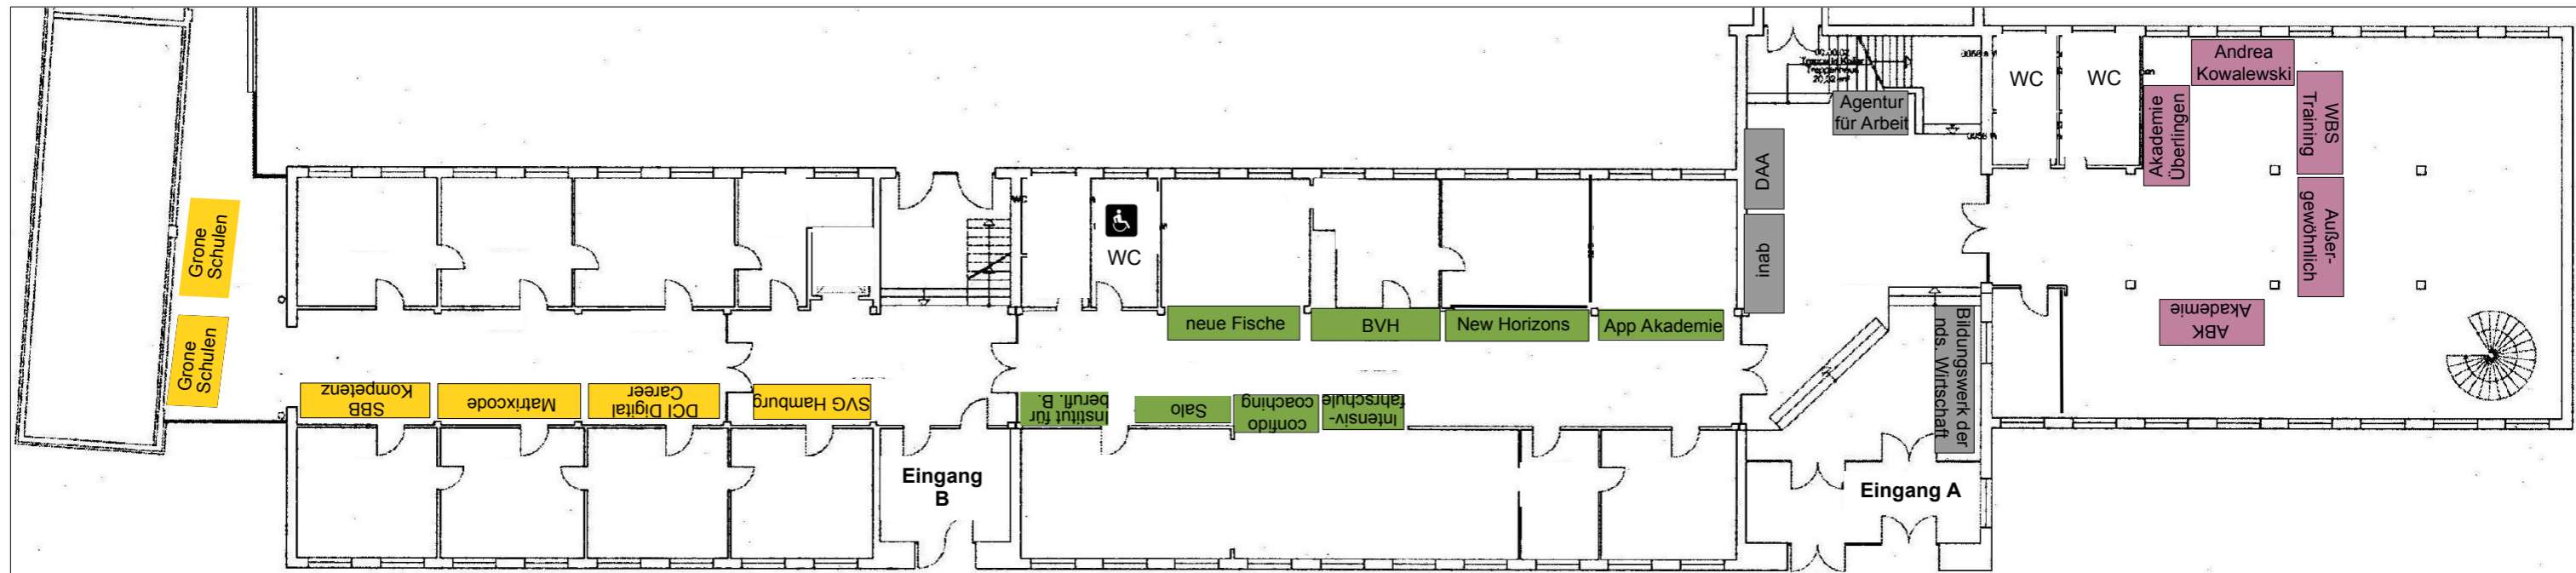 Grone
Schulen
Grone
Schulen
SBB
Kompetenz
Matrixcode
DCI Digital
Career
SVG Hamburg
Eingang
B
WC
WC
neue Fische
BVH
New Horizons
App Akademie
Institut für
berufl. B.
Salo
confido
coaching
Intensiv-
fahrschule
Agentur
für Arbeit
DAA
inab
Bildungswerk der
nds. Wirtschaft
Eingang A
WC
WC
Andrea
Kowalewski
Akademie
Überlingen
WBS
Training
Außer-
gewöhnlich
ABK
Akademie